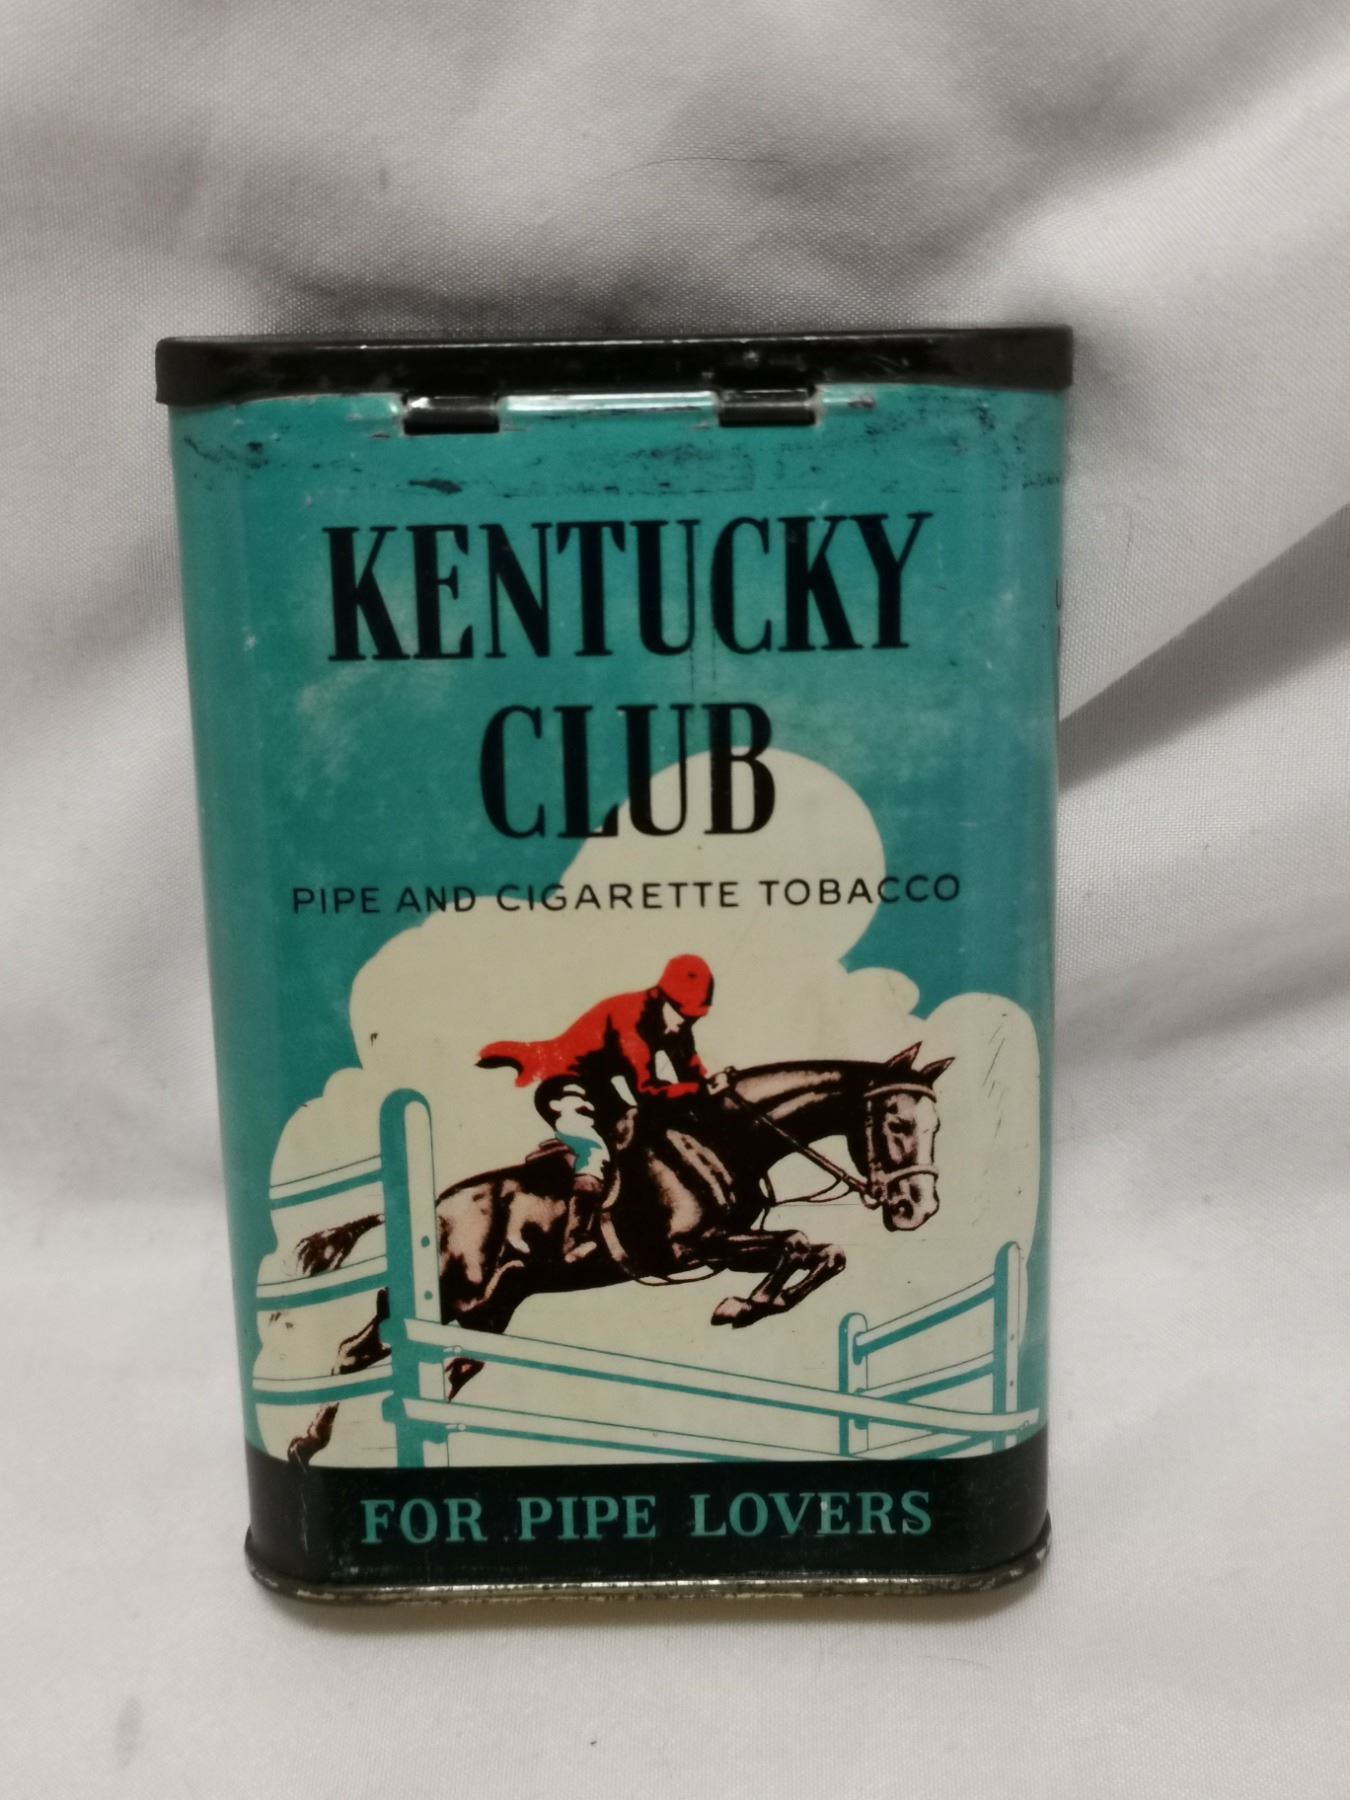 KENTUCKY
CLUB
PIPE AND CIGARETTE TOBACCO
FOR PIPE LOVERS